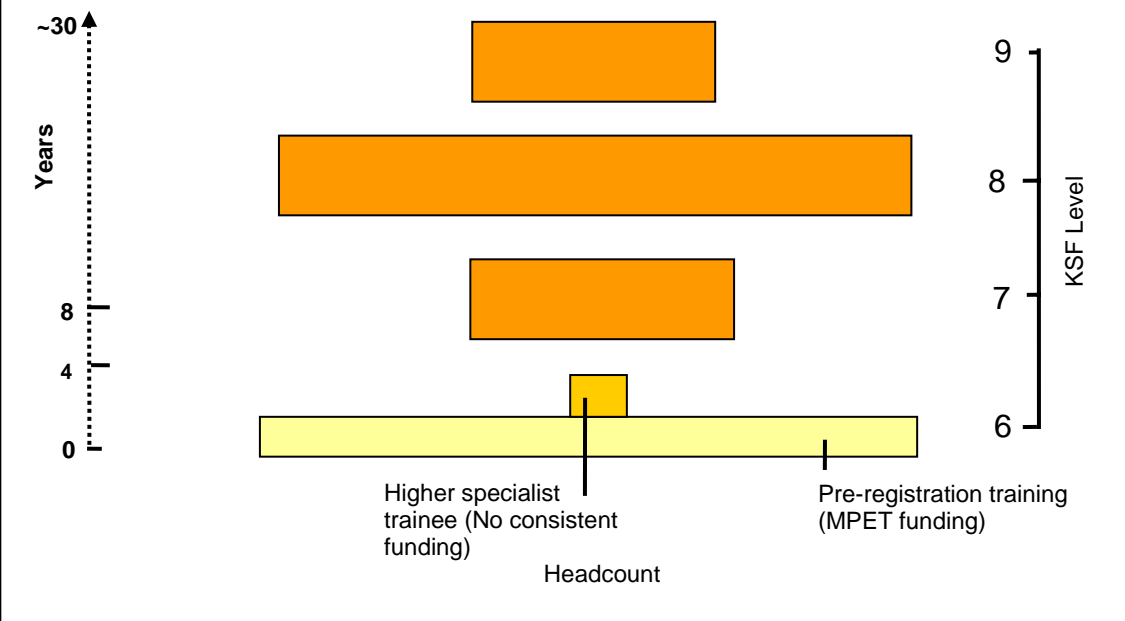 ~30
Years
8
4
0
9
8
7
6
KSF Level
Higher specialist
trainee (No consistent
funding)
Pre-registration training
(MPET funding)
Headcount